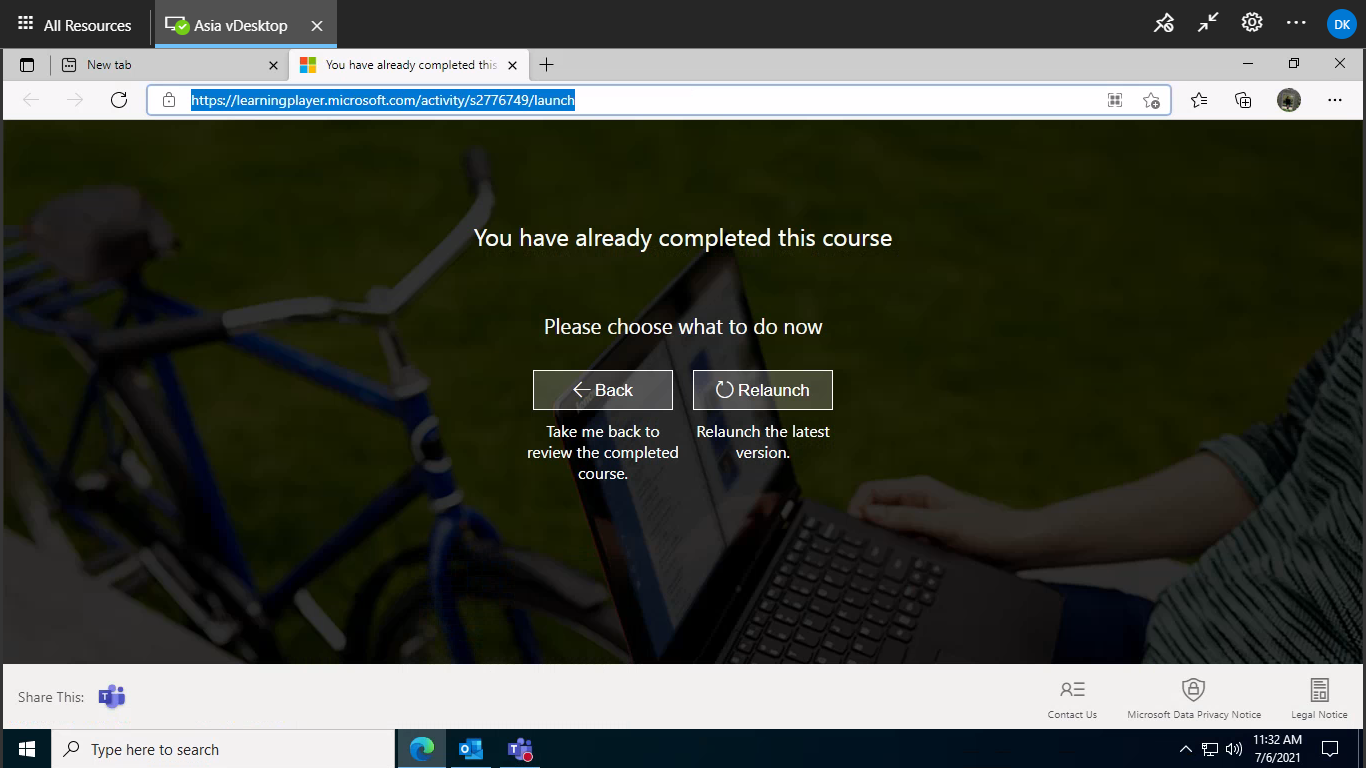 All Resources
Asia vDesktop
DK
New tab
You have already completed this
https://learningplayer.microsoft.com/activity/s2776749/launch
You have already completed this course
Please choose what to do now
Back
Relaunch
Take me back to
review the completed
course.
Relaunch the latest
version.
Share This:
Contact Us
Microsoft Data Privacy Notice
Legal Notice
Type here to search
11:32 AM
7/6/2021